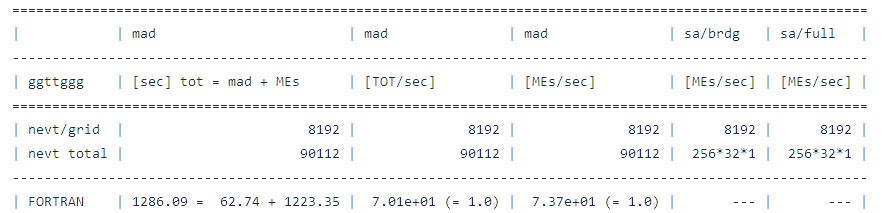 ================================================================================================================
| | mad | mad | mad | sa/brdg | sa/full |
----------------------------------------------------------------------------------------------------------------
| ggttggg | [sec] tot = mad + MEs | [TOT/sec] | [MEs/sec] | [MEs/sec] | [MEs/sec] |
================================================================================================================
| nevt/grid | 8192 | 8192 | 8192 | 8192 | 8192 |
| nevt total | 90112 | 90112 | 90112 | 256*32*1 | 256*32*1 |
----------------------------------------------------------------------------------------------------------------
| FORTRAN | 1286.09 = 62.74 + 1223.35 | 7.01e+01 (= 1.0) | 7.37e+01 (= 1.0) | --- | --- |